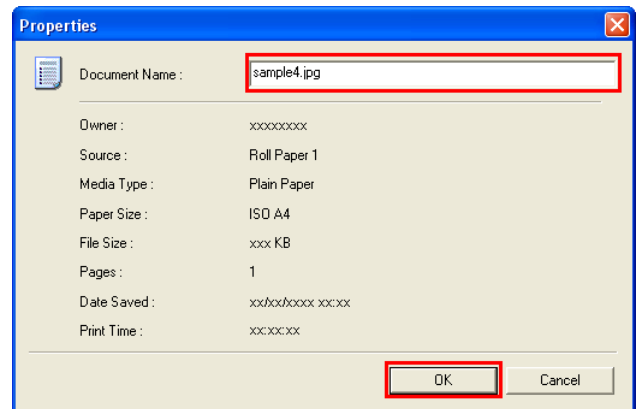 Properties
Document Name : sample4.jpg
Owner : xxxxxxxx
Source : Roll Paper 1
Media Type : Plain Paper
Paper Size : ISO A4
File Size : xxx KB
Pages : 1
Date Saved : xx/xx/xxxx xx:xx
Print Time : xx:xx:xx
OK Cancel